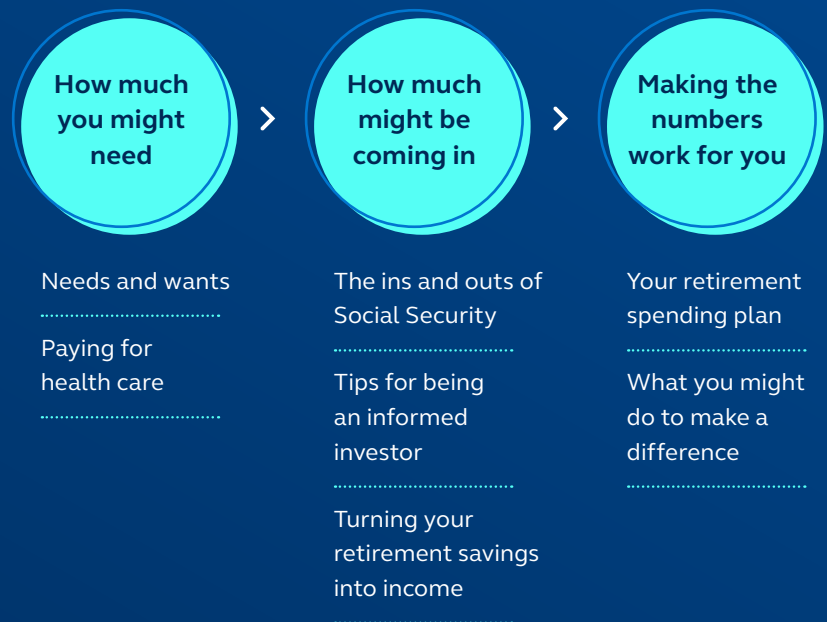 How much
you might
need
How much
might be
coming in
Making the
numbers
work for you
Needs and wants
Paying for
health care
The ins and outs of
Social Security
Tips for being
an informed
investor
Turning your
retirement savings
into income
Your retirement
spending plan
What you might
do to make a
difference